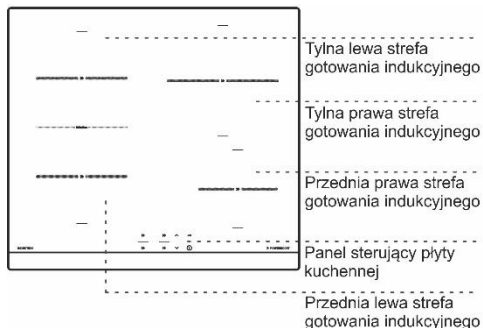 Tylna lewa strefa
gotowania indukcyjnego
Tylna prawa strefa
gotowania indukcyjnego
Przednia prawa strefa
gotowania indukcyjnego
Panel sterujący płyty
kuchennej
Przednia lewa strefa
gotowania indukcyjnego